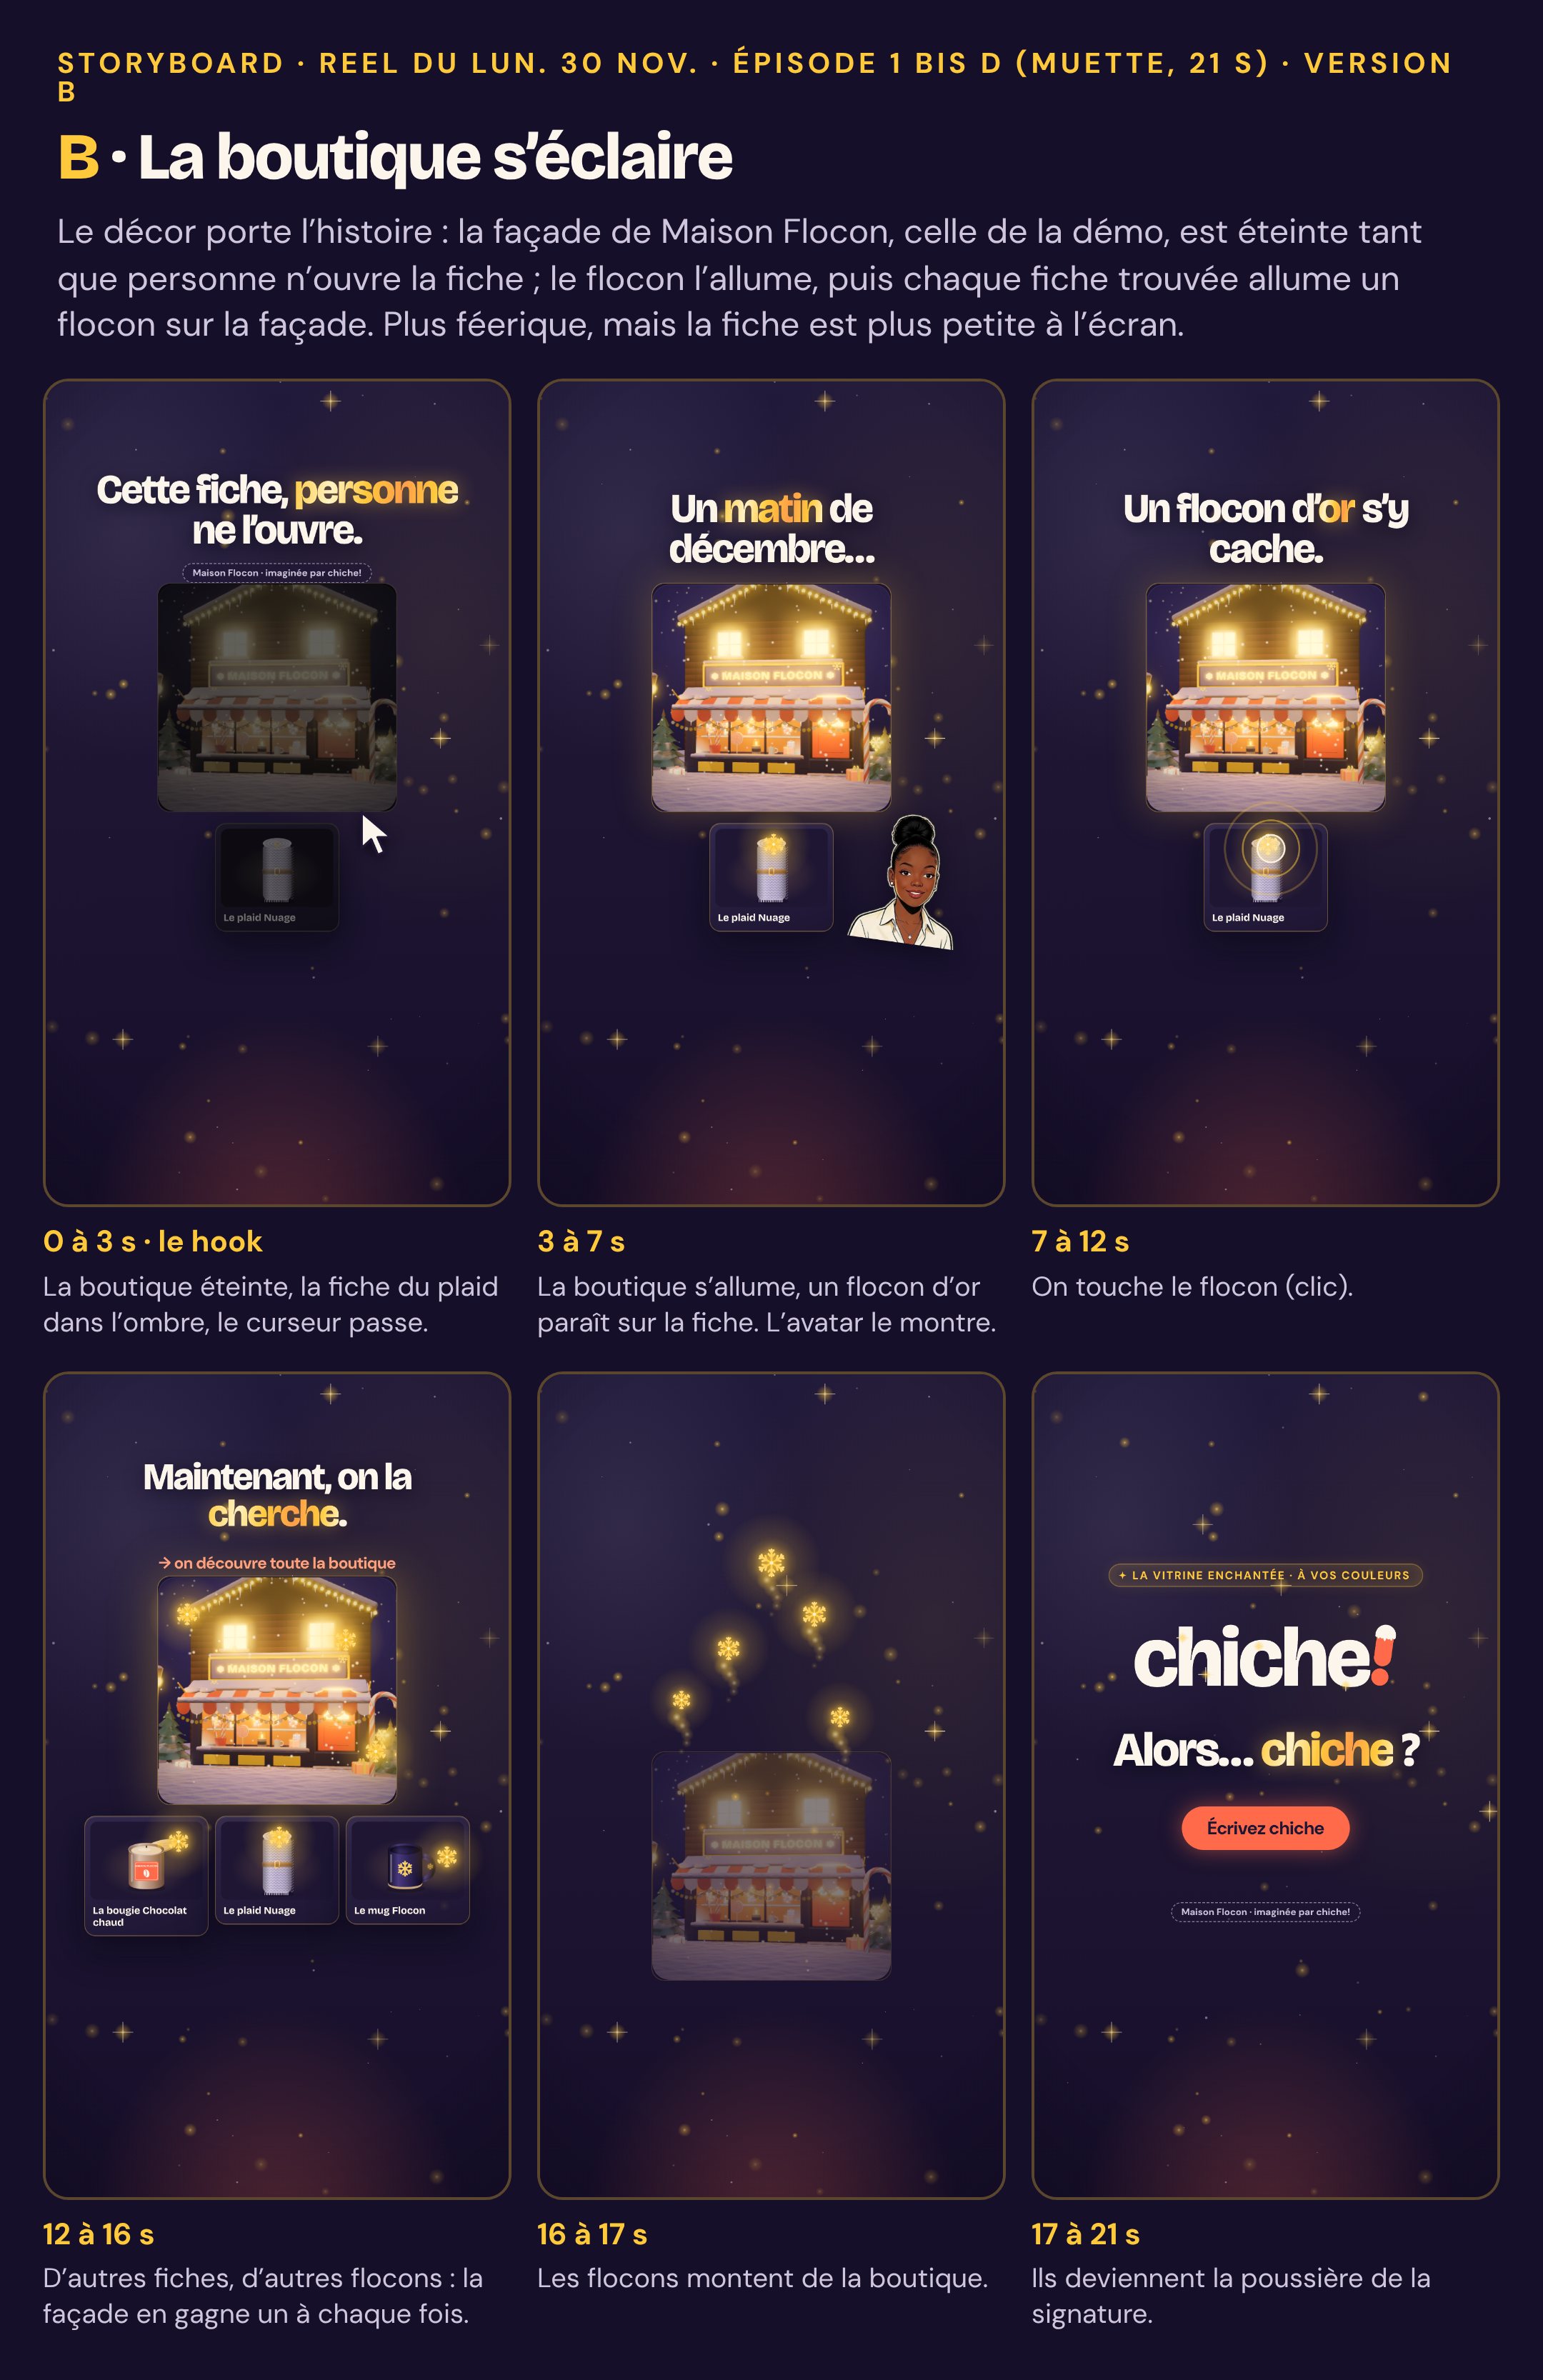 STORYBOARD · REEL DU LUN. 30 NOV. · ÉPISODE 1 BIS D (MUETTE, 21 S) · VERSION
B
B · La boutique s’éclaire
Le décor porte l’histoire : la façade de Maison Flocon, celle de la démo, est éteinte tant
que personne n’ouvre la fiche ; le flocon l’allume, puis chaque fiche trouvée allume un
flocon sur la façade. Plus féerique, mais la fiche est plus petite à l’écran.
Cette fiche, personne
ne l’ouvre.
Maison Flocon · imaginée par chiche!
MAISON FLOCON
Le plaid Nuage
0 à 3 s · le hook
La boutique éteinte, la fiche du plaid
dans l’ombre, le curseur passe.
Un matin de
décembre…
MAISON FLOCON
Le plaid Nuage
3 à 7 s
La boutique s’allume, un flocon d’or
paraît sur la fiche. L’avatar le montre.
Un flocon d’or s’y
cache.
MAISON FLOCON
Le plaid Nuage
7 à 12 s
On touche le flocon (clic).
Maintenant, on la
cherche.
→ on découvre toute la boutique
MAISON FLOCON
La bougie Chocolat
chaud
Le plaid Nuage
Le mug Flocon
12 à 16 s
D’autres fiches, d’autres flocons : la
façade en gagne un à chaque fois.
MAISON FLOCON
16 à 17 s
Les flocons montent de la boutique.
✦ LA VITRINE ENCHANTÉE · À VOS COULEURS
chiche!
Alors… chiche ?
Écrivez chiche
Maison Flocon · imaginée par chiche!
17 à 21 s
Ils deviennent la poussière de la
signature.